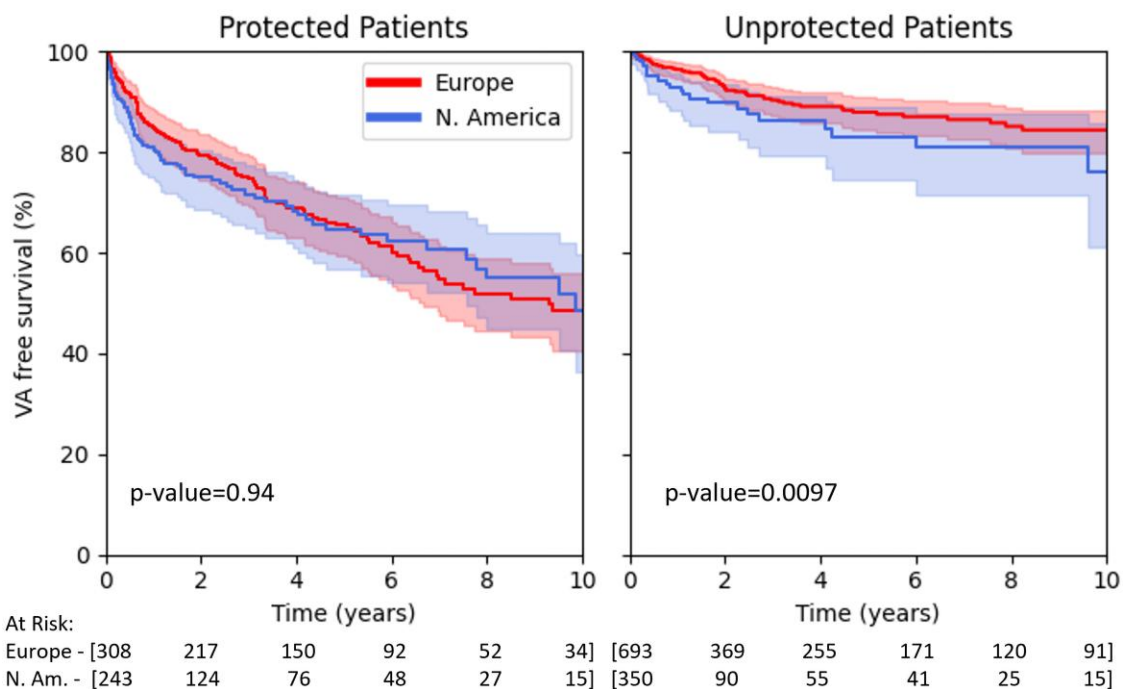 Protected Patients
Unprotected Patients
Europe
N. America
VA free survival (%)
100
80
60
40
20
0
p-value=0.94
p-value=0.0097
0 2 4 6 8 10
0 2 4 6 8 10
Time (years)
Time (years)
At Risk:
Europe - [308 217 150 92 52 34] [693 369 255 171 120 91]
N. Am. - [243 124 76 48 27 15] [350 90 55 41 25 15]